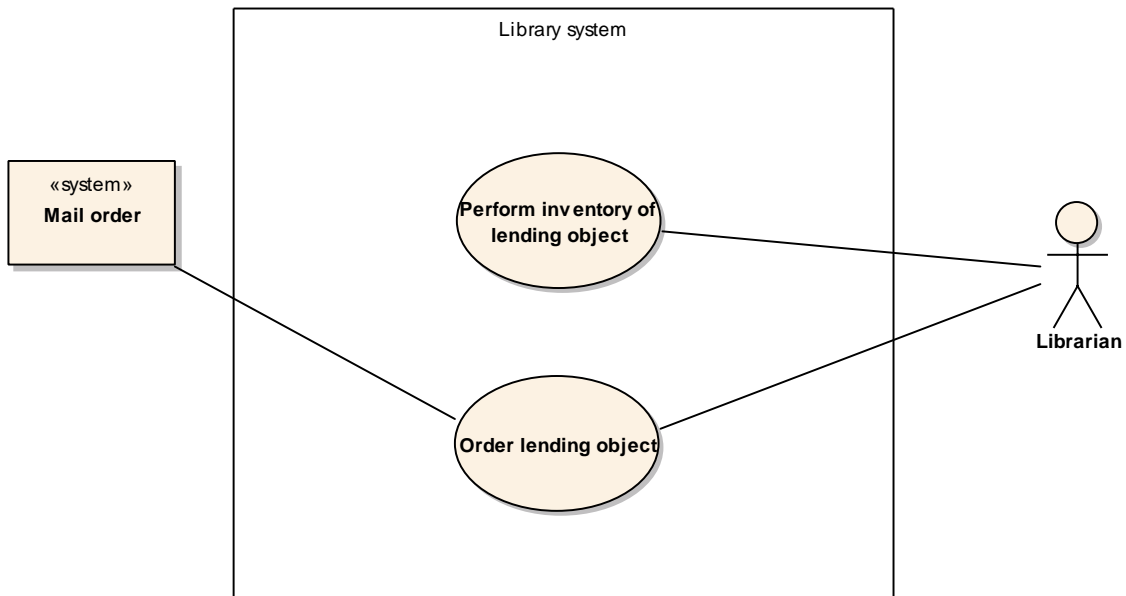 Library system
«system»
Mail order
Perform inventory of
lending object
Librarian
Order lending object